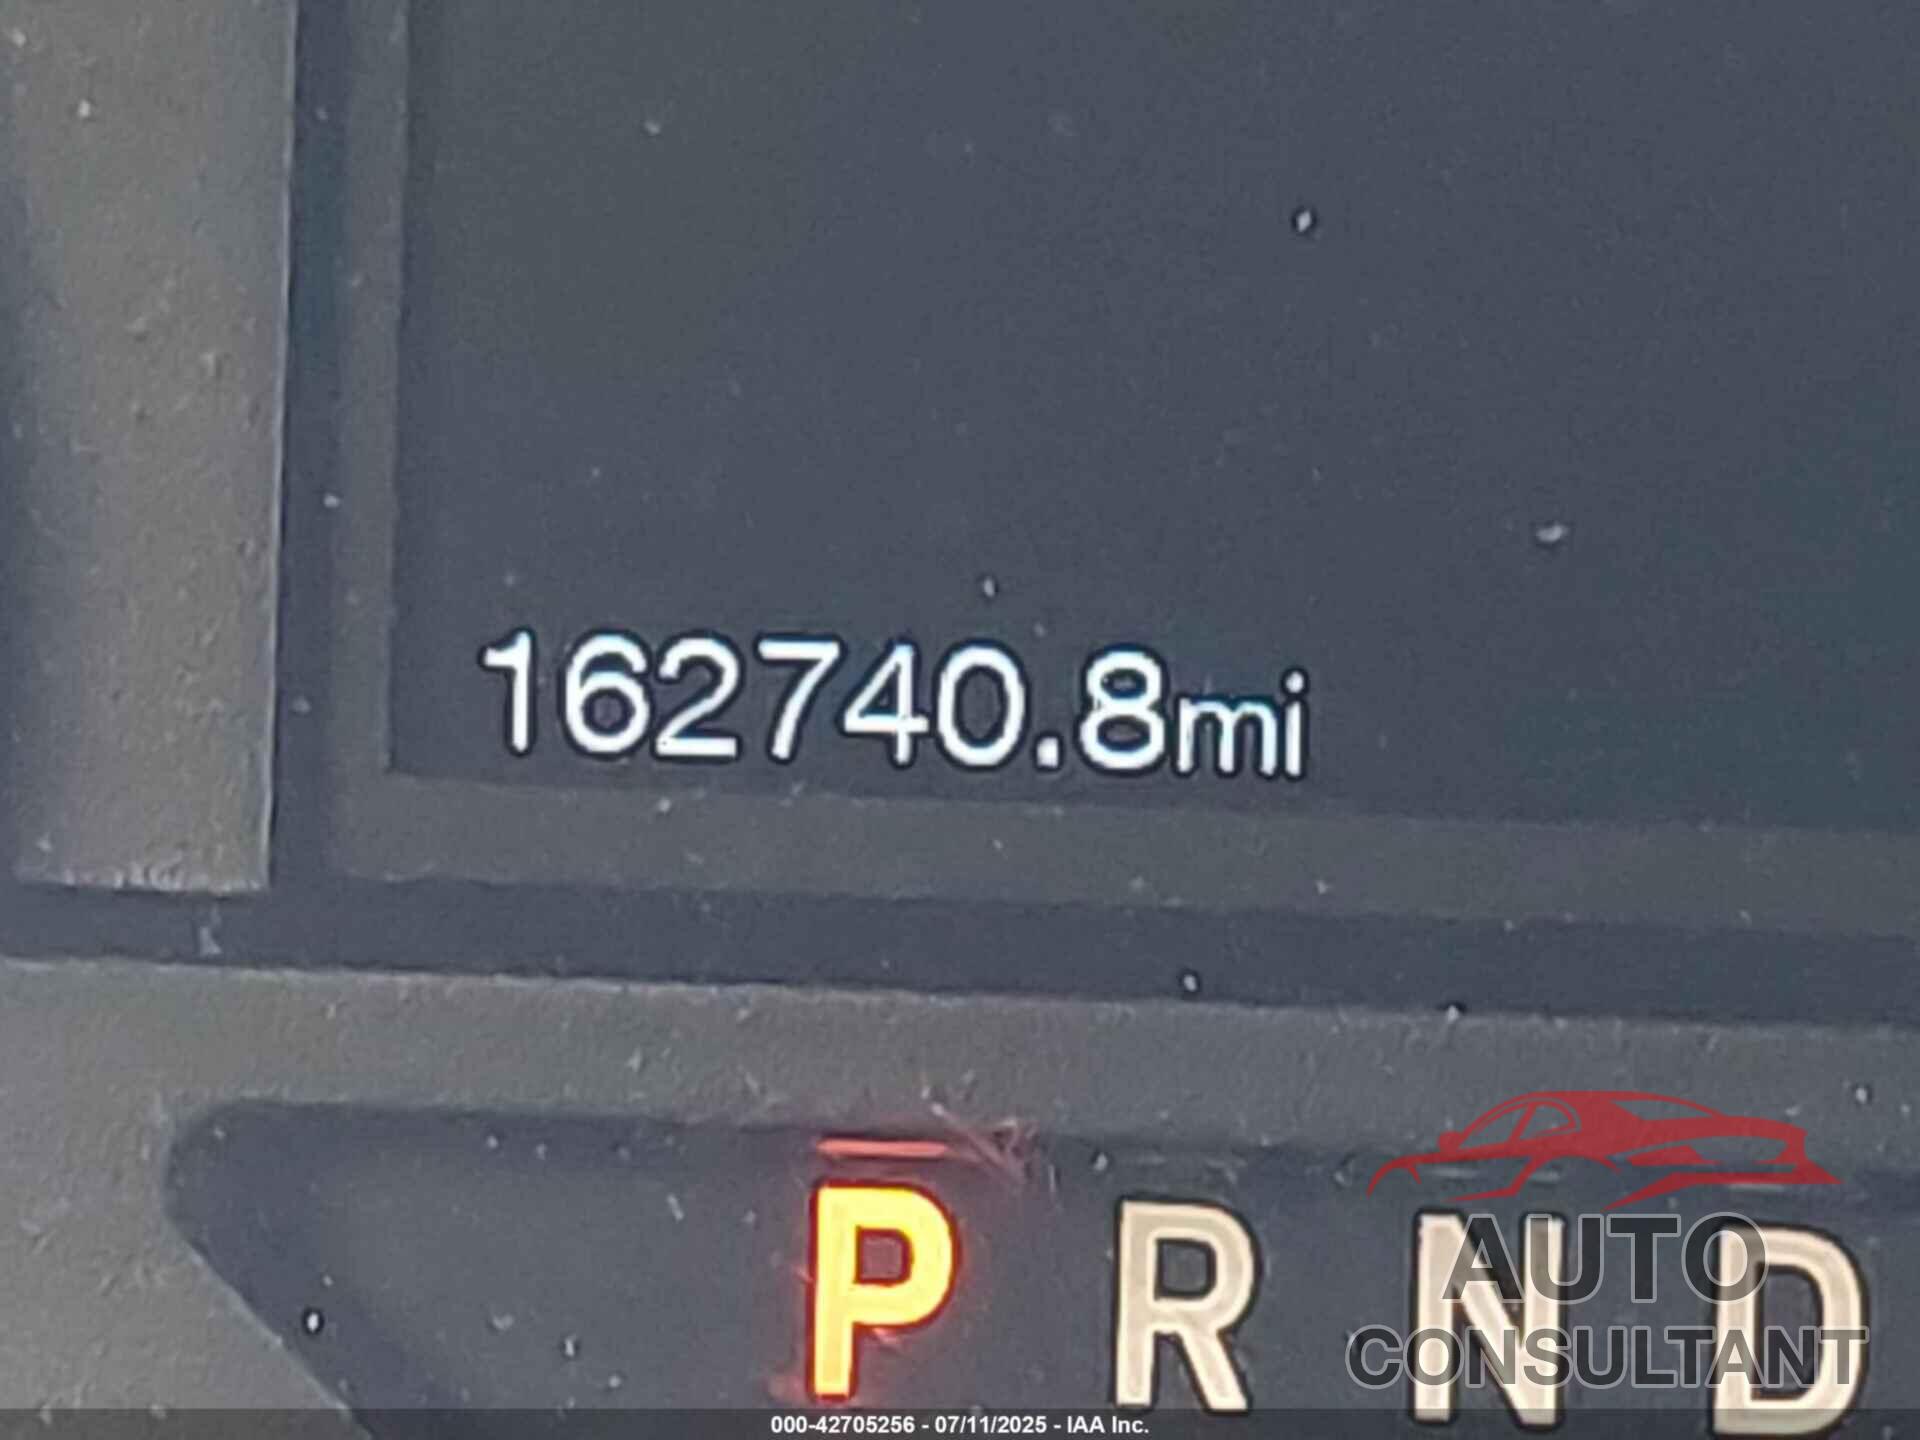 162740.8mi
P R N D
AUTO
CONSULTANT
000-42705256 - 07/11/2025 - IAA Inc.